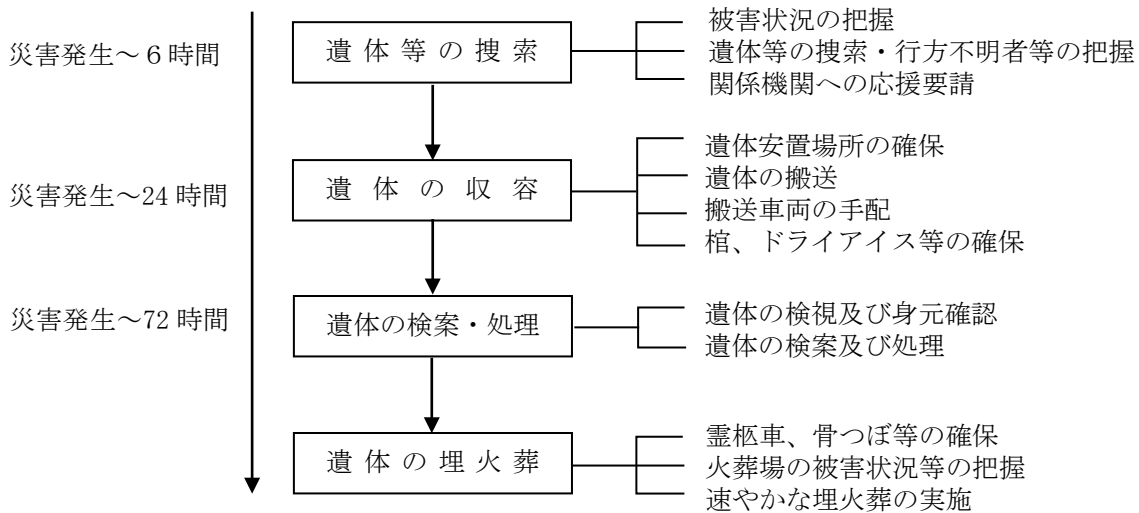 災害発生～６時間
遺体等の捜索
被害状況の把握
遺体等の捜索・行方不明者等の把握
関係機関への応援要請
災害発生～24時間
遺体の収容
遺体安置場所の確保
遺体の搬送
搬送車両の手配
棺、ドライアイス等の確保
災害発生～72時間
遺体の検案・処理
遺体の検視及び身元確認
遺体の検案及び処理
遺体の埋火葬
霊柩車、骨つぼ等の確保
火葬場の被害状況等の把握
速やかな埋火葬の実施